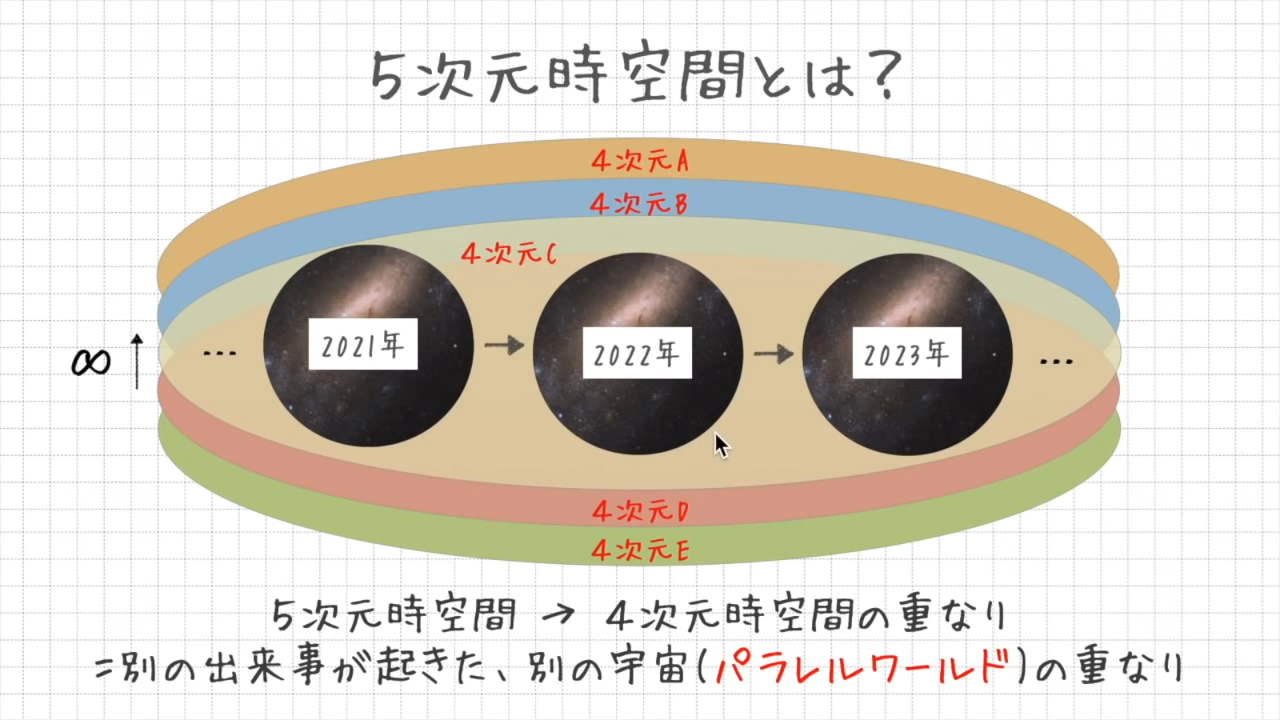 5次元時空間とは?
4次元A
4次元B
4次元C
∞ … 2021年 → 2022年 → 2023年 …
4次元D
4次元E
5次元時空間 → 4次元時空間の重なり
=別の出来事が起きた、別の宇宙(パラレルワールド)の重なり